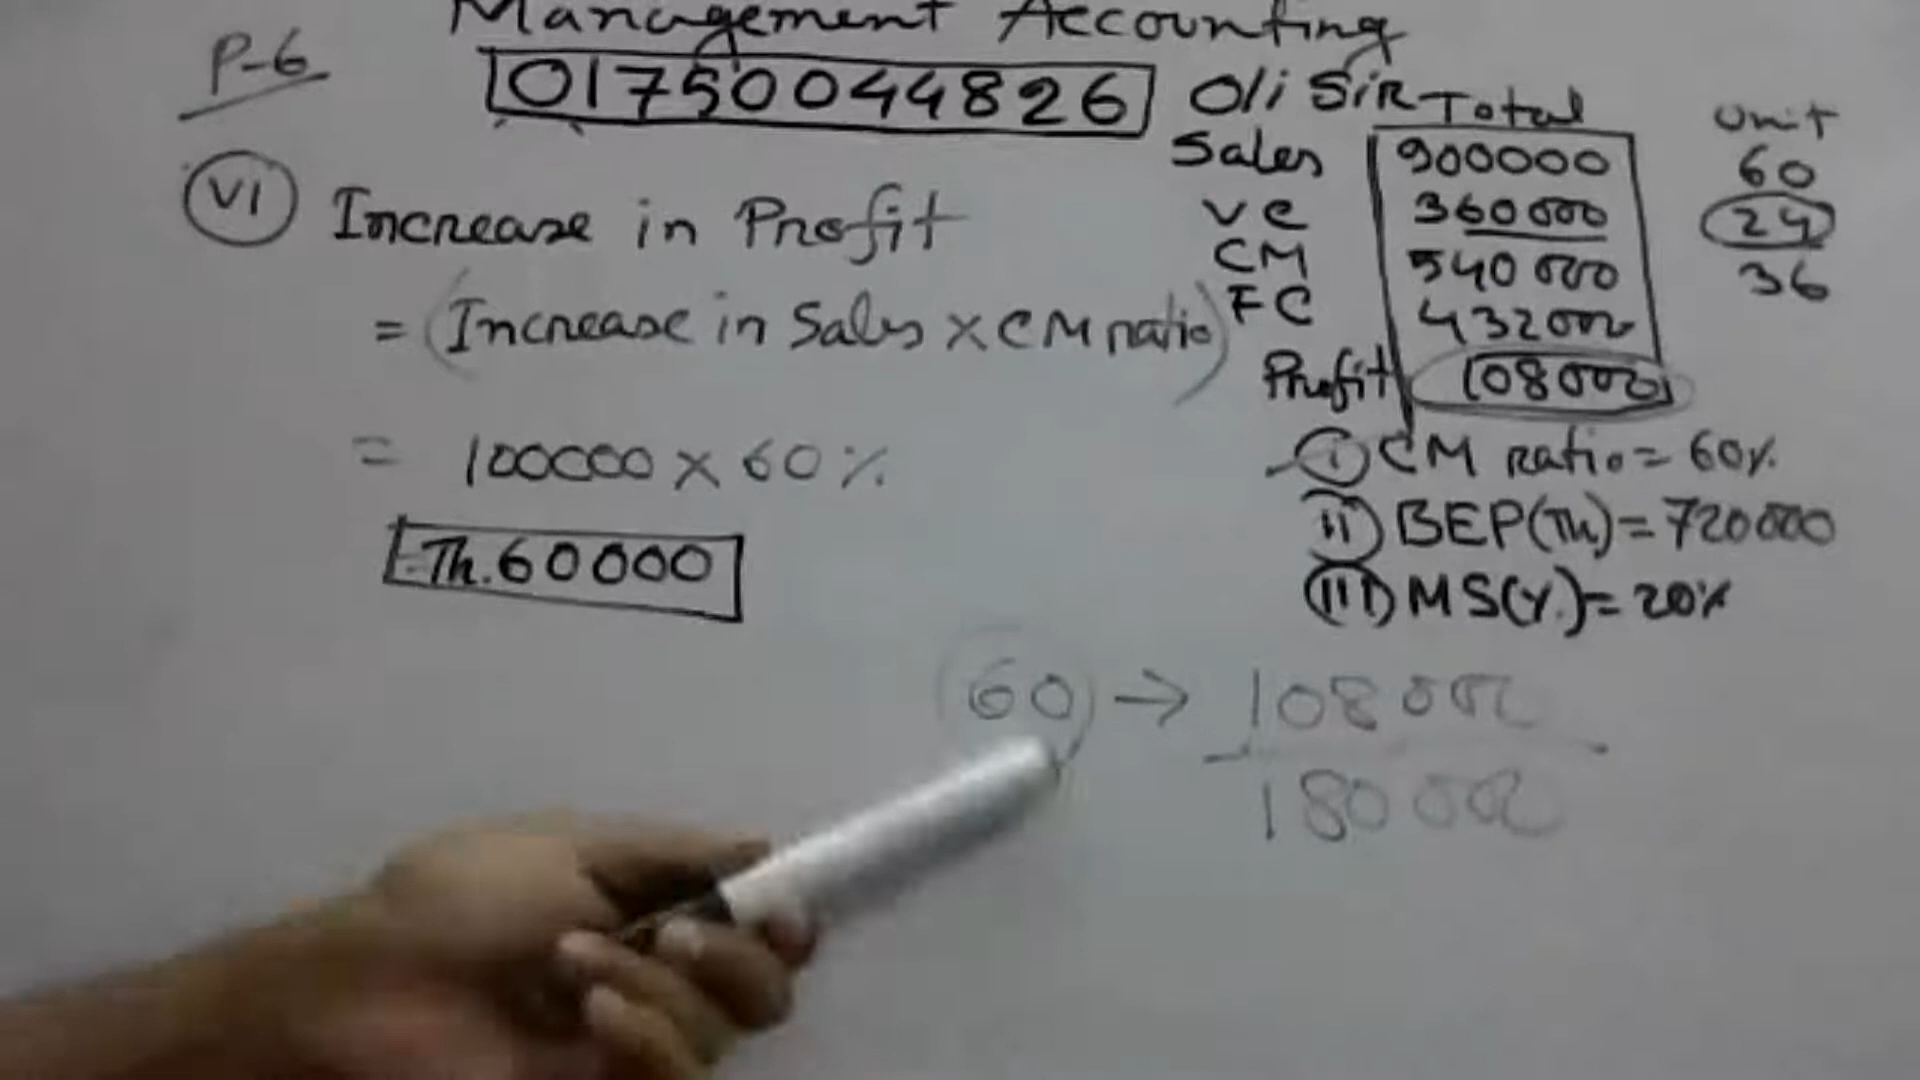 Management Accounting
P-6
01750044826 Oli Sir
Total Unit
Sales 900000 60
VC 360000 24
CM 540000 36
FC 432000
Profit 108000
VI Increase in Profit
= (Increase in Sales × CM ratio)
= 100000 × 60%
Tk. 60000
i CM ratio = 60%
ii) BEP(Tk) = 720000
iii) MS(%) = 20%
60 → 108000
180000